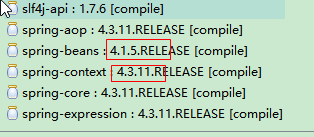 slf4j-api : 1.7.6 [compile]
spring-aop : 4.3.11.RELEASE [compile]
spring-beans : 4.1.5.RELEASE [compile]
spring-context : 4.3.11.RELEASE [compile]
spring-core : 4.3.11.RELEASE [compile]
spring-expression : 4.3.11.RELEASE [compile]